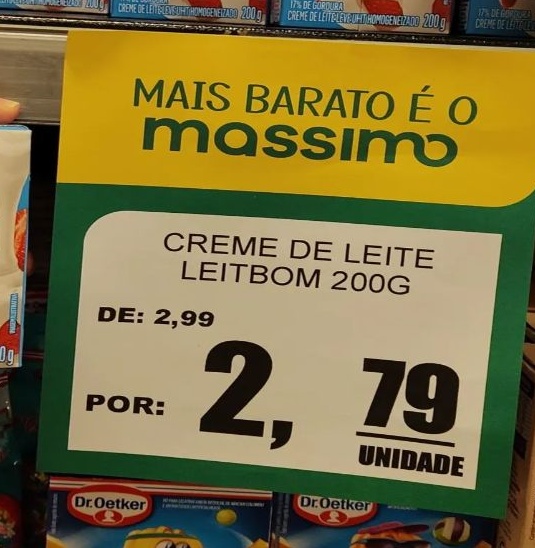 17% DE GORDURA
CREME DE LEITE LEVE UHT HOMOGENEIZADO 200g
CREME DE LEITE LEVE UHT HOMOGENEIZADO 200g
17% DE GORDURA
CREME DE LEITE
MAIS BARATO É O
massimo
CREME DE LEITE
LEITBOM 200G
DE: 2,99
POR: 2,79
UNIDADE
Dr.Oetker
Dr.Oetker